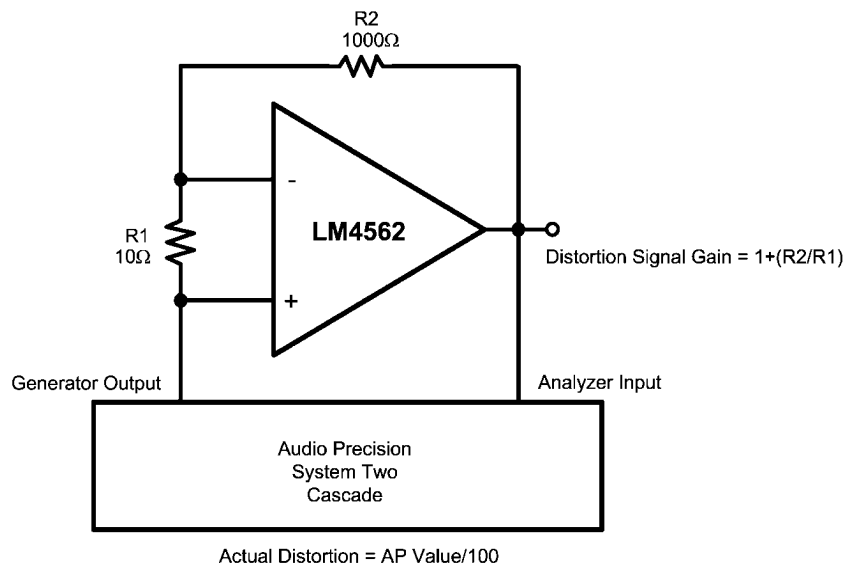 R2
1000Ω
-
LM4562
R1
10Ω
+
Distortion Signal Gain = 1+(R2/R1)
Generator Output
Analyzer Input
Audio Precision
System Two
Cascade
Actual Distortion = AP Value/100